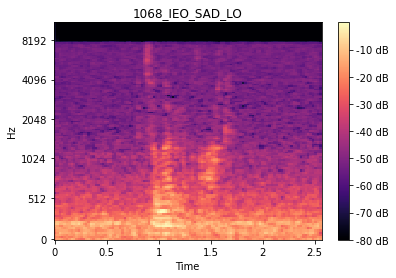 1068_IEO_SAD_LO
8192
4096
2048
1024
512
0
Hz
0
0.5
1
1.5
2
2.5
Time
-10 dB
-20 dB
-30 dB
-40 dB
-50 dB
-60 dB
-70 dB
-80 dB